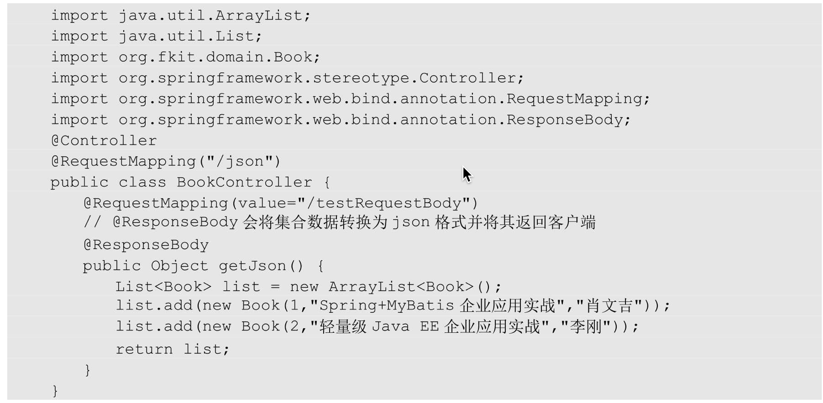 import java.util.ArrayList;
import java.util.List;
import org.fkit.domain.Book;
import org.springframework.stereotype.Controller;
import org.springframework.web.bind.annotation.RequestMapping;
import org.springframework.web.bind.annotation.ResponseBody;
@Controller
@RequestMapping("/json")
public class BookController {
    @RequestMapping(value="/testRequestBody")
    // @ResponseBody 会将集合数据转换为 json 格式并将其返回客户端
    @ResponseBody
    public Object getJson() {
        List<Book> list = new ArrayList<Book>();
        list.add(new Book(1,"Spring+MyBatis 企业应用实战","肖文吉"));
        list.add(new Book(2,"轻量级 Java EE 企业应用实战","李刚"));
        return list;
    }
}